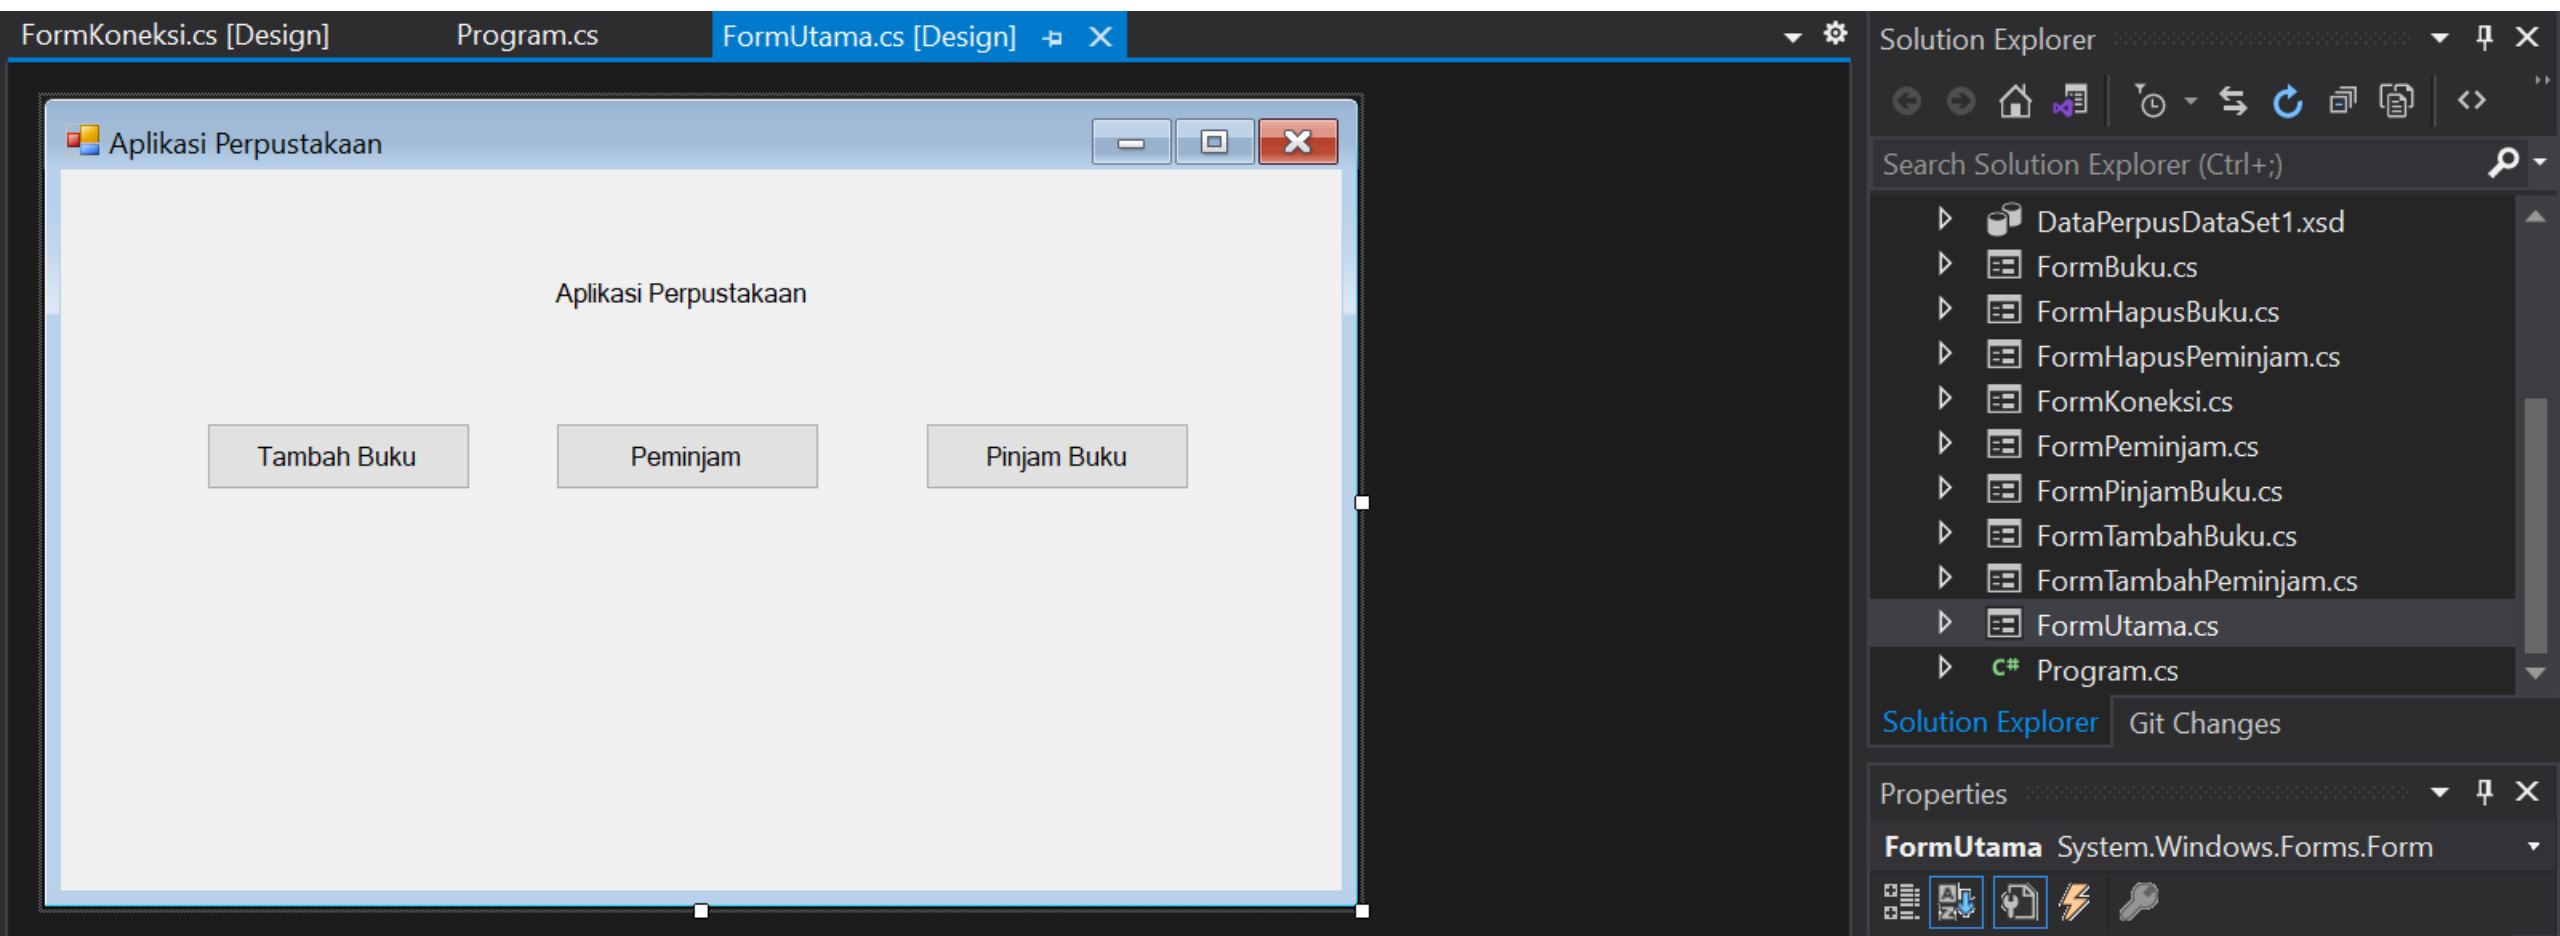 FormKoneksi.cs [Design]
Program.cs
FormUtama.cs [Design]
Aplikasi Perpustakaan
Aplikasi Perpustakaan
Tambah Buku
Peminjam
Pinjam Buku
Solution Explorer
Search Solution Explorer (Ctrl+;)
DataPerpusDataSet1.xsd
FormBuku.cs
FormHapusBuku.cs
FormHapusPeminjam.cs
FormKoneksi.cs
FormPeminjam.cs
FormPinjamBuku.cs
FormTambahBuku.cs
FormTambahPeminjam.cs
FormUtama.cs
C# Program.cs
Solution Explorer
Git Changes
Properties
FormUtama System.Windows.Forms.Form